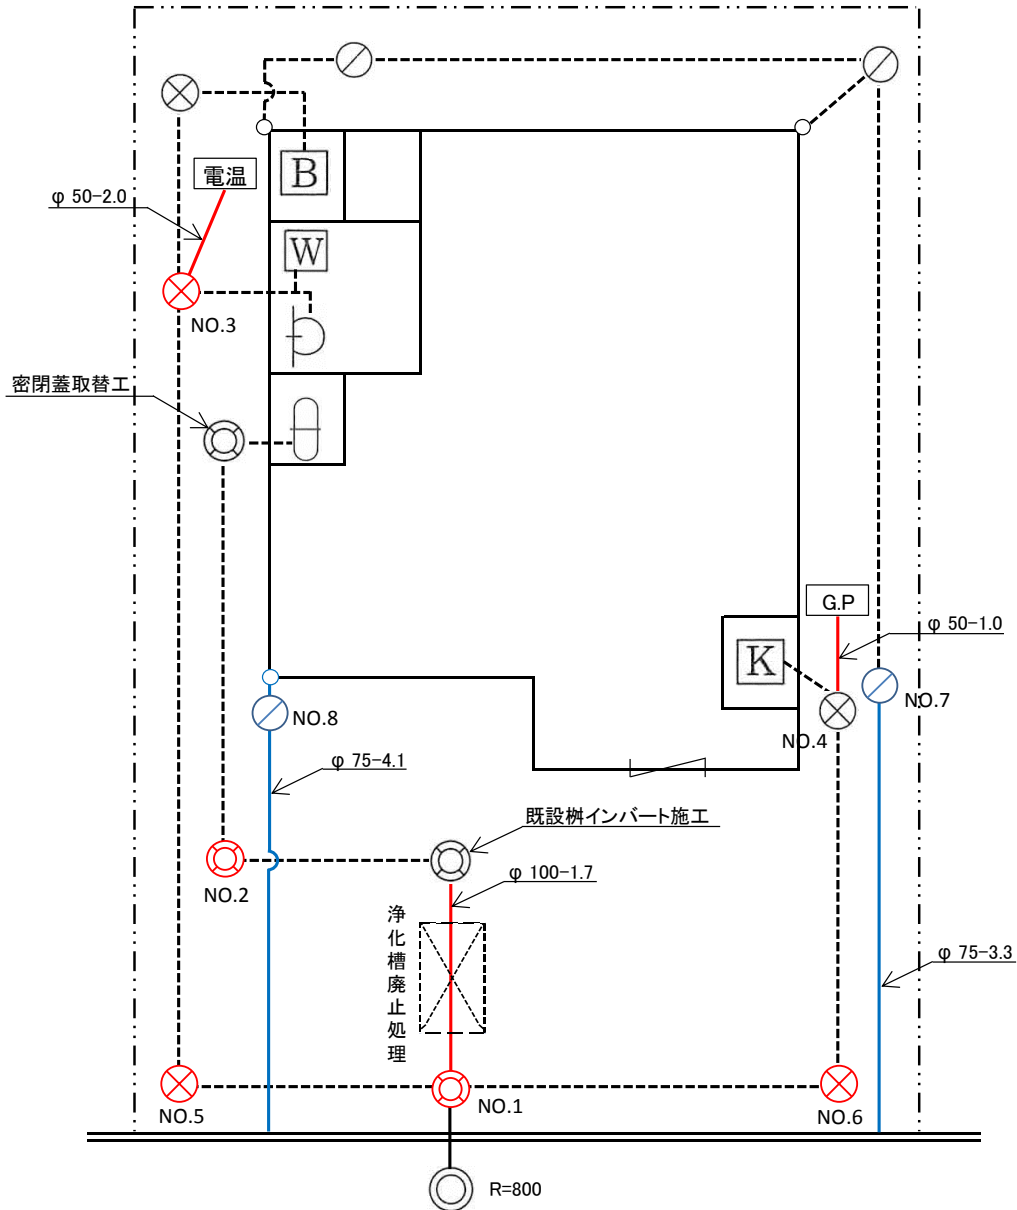 B
電温
φ 50-2.0
W
NO.3
密閉蓋取替工
G.P
φ 50-1.0
K
NO.7
NO.8
NO.4
φ 75-4.1
既設桝インバート施工
φ 100-1.7
NO.2
浄化槽廃止処理
φ 75-3.3
NO.5
NO.1
NO.6
R=800